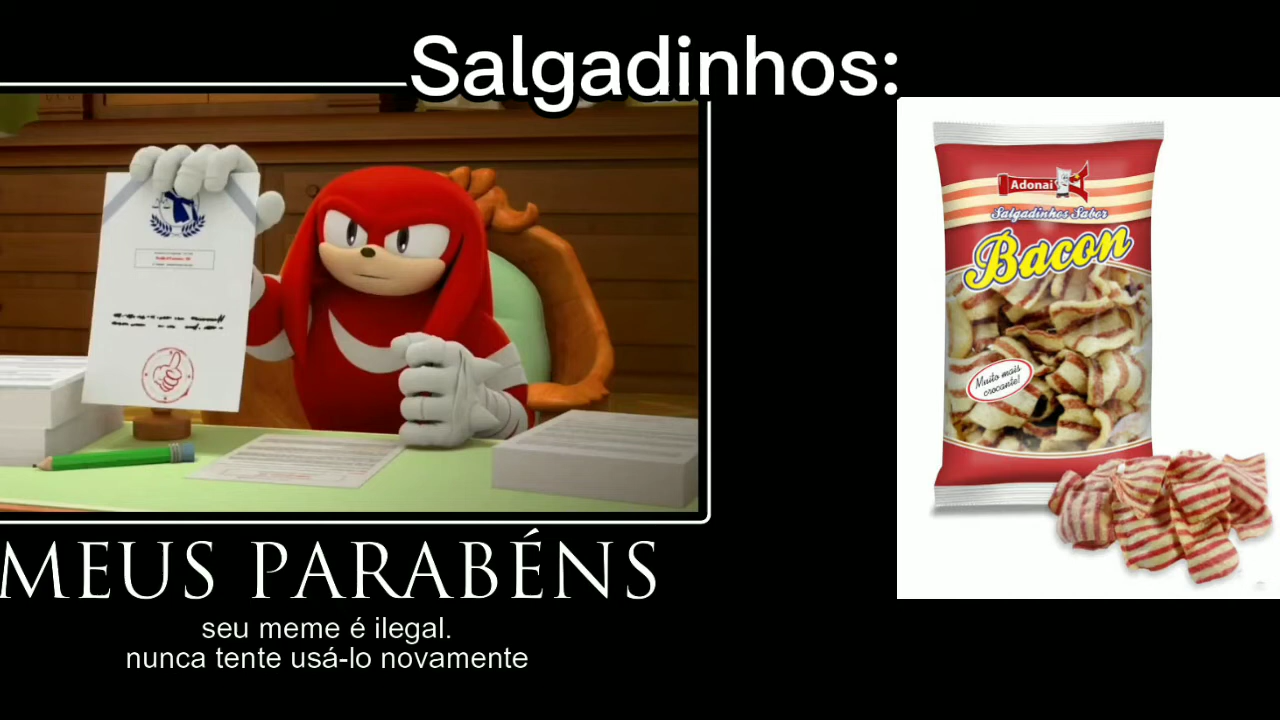 Salgadinhos:
Adonai
Salgadinhos Sabor
Bacon
Muito mais
crocante!
MEUS PARABÉNS
seu meme é ilegal.
nunca tente usá-lo novamente